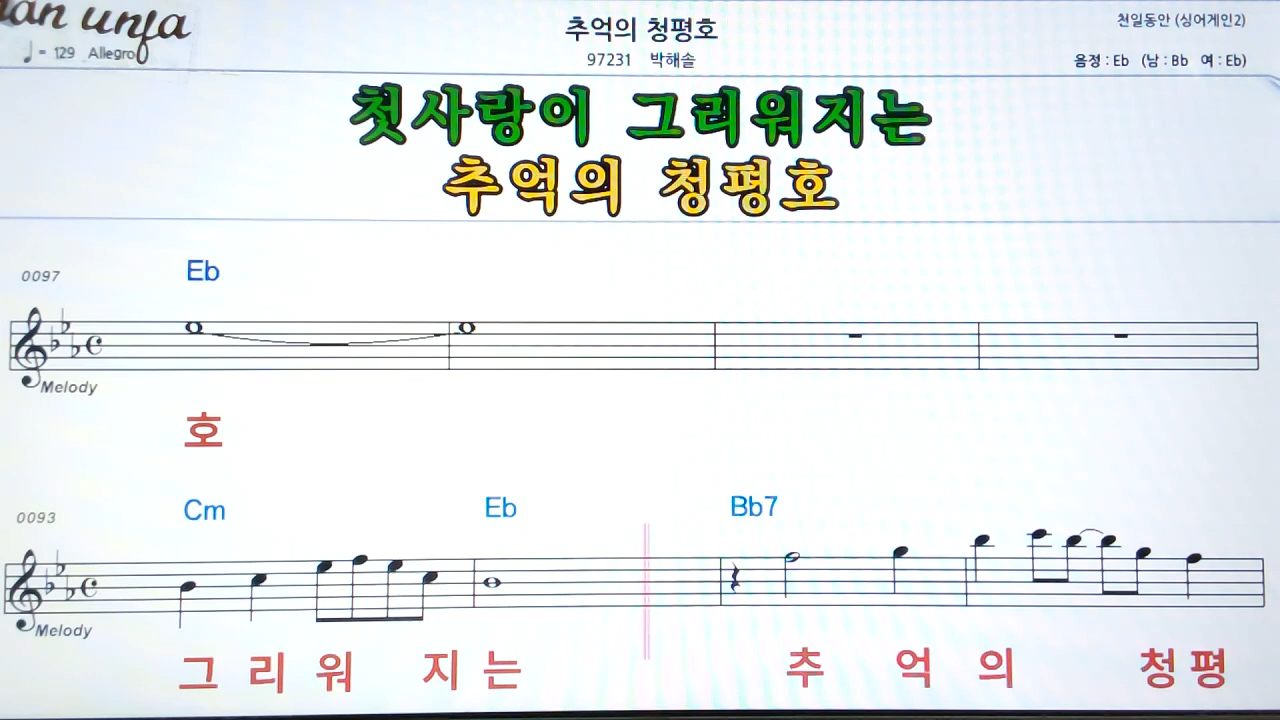 추억의 청평호
97231 박해솔
천일동안 (싱어게인2)
음정 : Eb (남 : Bb 여 : Eb)
♩ = 129 Allegro
첫사랑이 그리워지는
추억의 청평호
0097 Eb
Melody
호
0093 Cm Eb Bb7
Melody
그 리 워 지 는 추 억 의 청 평